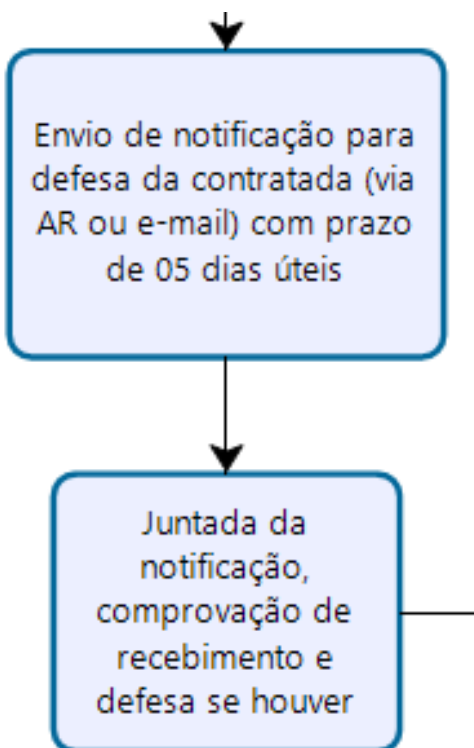 Envio de notificação para
defesa da contratada (via
AR ou e-mail) com prazo
de 05 dias úteis
Juntada da
notificação,
comprovação de
recebimento e
defesa se houver